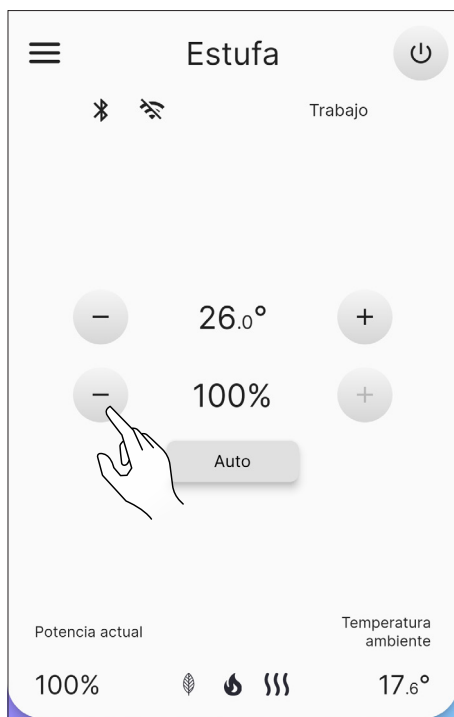 Estufa
Trabajo
26.0°
100%
Auto
Potencia actual
Temperatura
ambiente
100%
17.6°